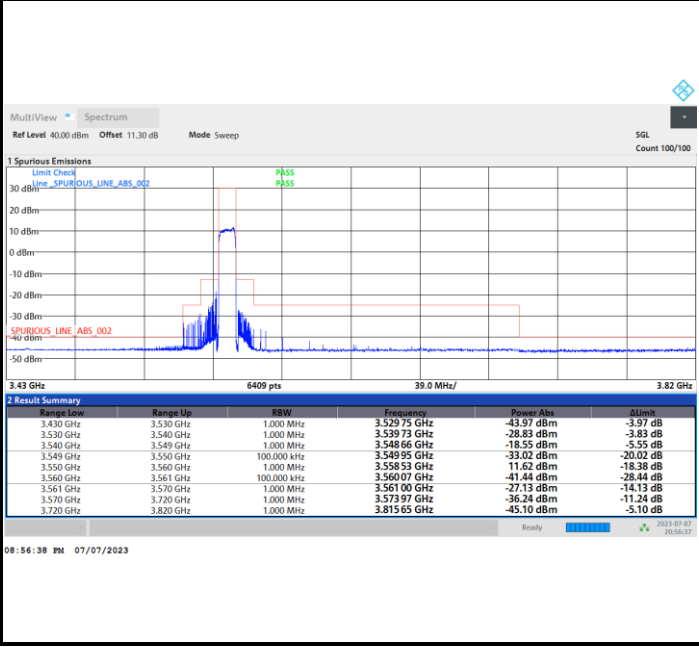 MultiView Spectrum
Ref Level 40.00 dBm Offset 11.30 dB Mode Sweep SGL
Count 100/100
1 Spurious Emissions
Limit Check PASS
Line _SPURIOUS_LINE_ABS_002 PASS
30 dBm
20 dBm
10 dBm
0 dBm
-10 dBm
-20 dBm
-30 dBm
_SPURIOUS_LINE_ABS_002
-40 dBm
-50 dBm
3.43 GHz 6409 pts 39.0 MHz/ 3.82 GHz
2 Result Summary
Range Low Range Up RBW Frequency Power Abs ΔLimit
3.430 GHz 3.530 GHz 1.000 MHz 3.529 75 GHz -43.97 dBm -3.97 dB
3.530 GHz 3.540 GHz 1.000 MHz 3.539 73 GHz -28.83 dBm -3.83 dB
3.540 GHz 3.549 GHz 1.000 MHz 3.548 66 GHz -18.55 dBm -5.55 dB
3.549 GHz 3.550 GHz 100.000 kHz 3.549 95 GHz -33.02 dBm -20.02 dB
3.550 GHz 3.560 GHz 1.000 MHz 3.558 53 GHz 11.62 dBm -18.38 dB
3.560 GHz 3.561 GHz 100.000 kHz 3.560 07 GHz -41.44 dBm -28.44 dB
3.561 GHz 3.570 GHz 1.000 MHz 3.561 00 GHz -27.13 dBm -14.13 dB
3.570 GHz 3.720 GHz 1.000 MHz 3.573 97 GHz -36.24 dBm -11.24 dB
3.720 GHz 3.820 GHz 1.000 MHz 3.815 65 GHz -45.10 dBm -5.10 dB
Ready 2023-07-07
20:56:37
08:56:38 PM 07/07/2023